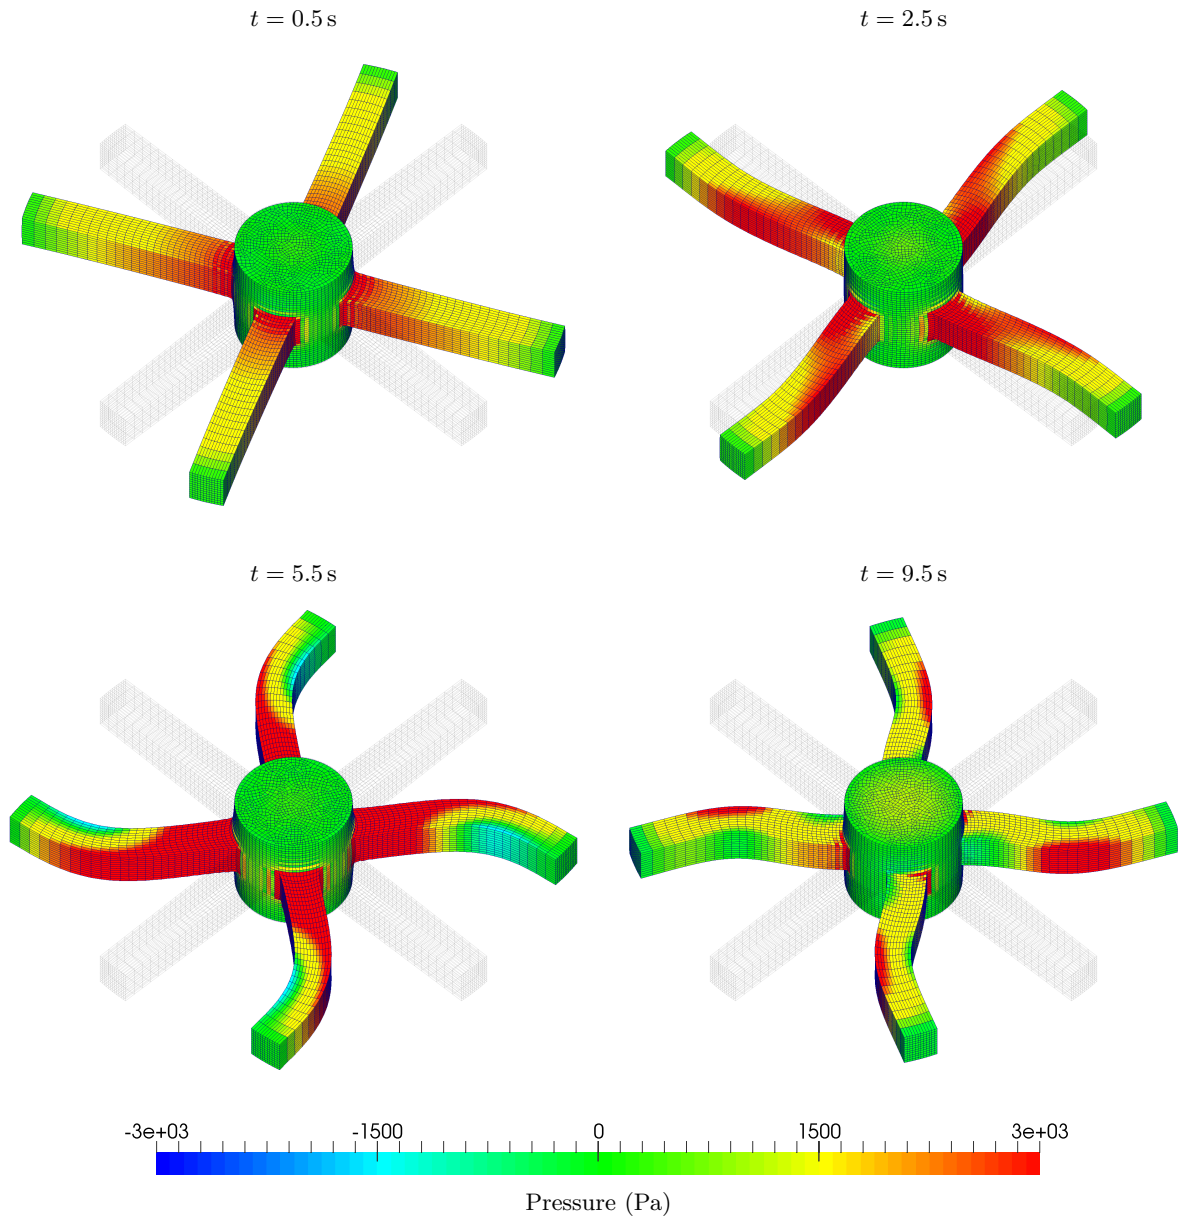 t = 0.5 s
t = 2.5 s
t = 5.5 s
t = 9.5 s
-3e+03 -1500 0 1500 3e+03
Pressure (Pa)